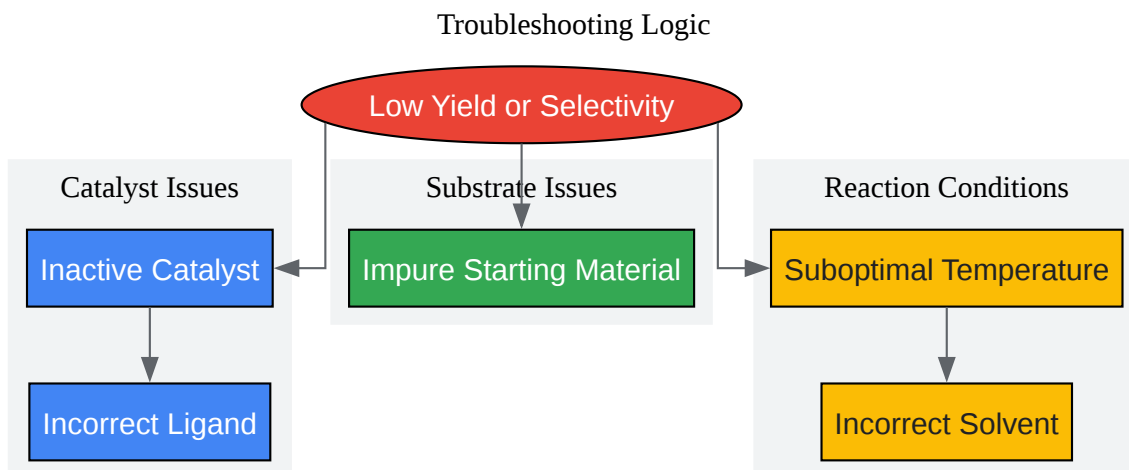 Troubleshooting Logic
Low Yield or Selectivity
Catalyst Issues
Substrate Issues
Reaction Conditions
Inactive Catalyst
Impure Starting Material
Suboptimal Temperature
Incorrect Ligand
Incorrect Solvent